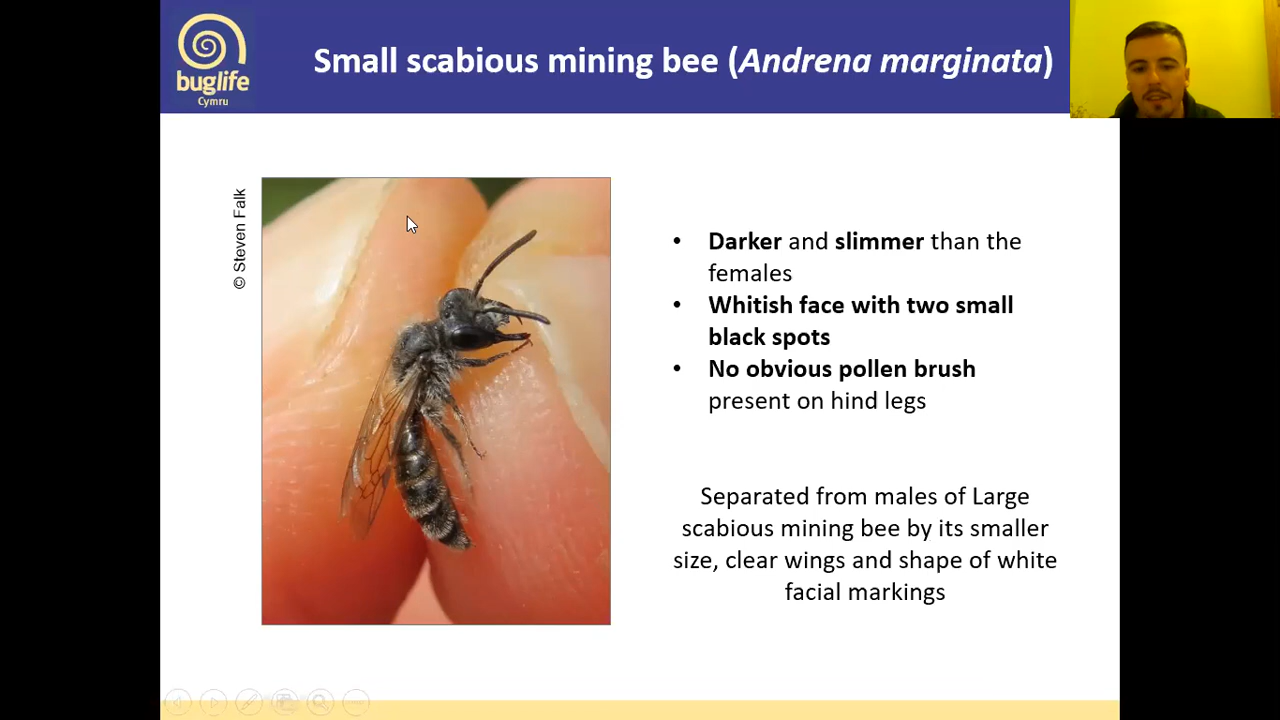 Small scabious mining bee (Andrena marginata)
buglife
Cymru
© Steven Falk
• Darker and slimmer than the
females
• Whitish face with two small
black spots
• No obvious pollen brush
present on hind legs
Separated from males of Large
scabious mining bee by its smaller
size, clear wings and shape of white
facial markings